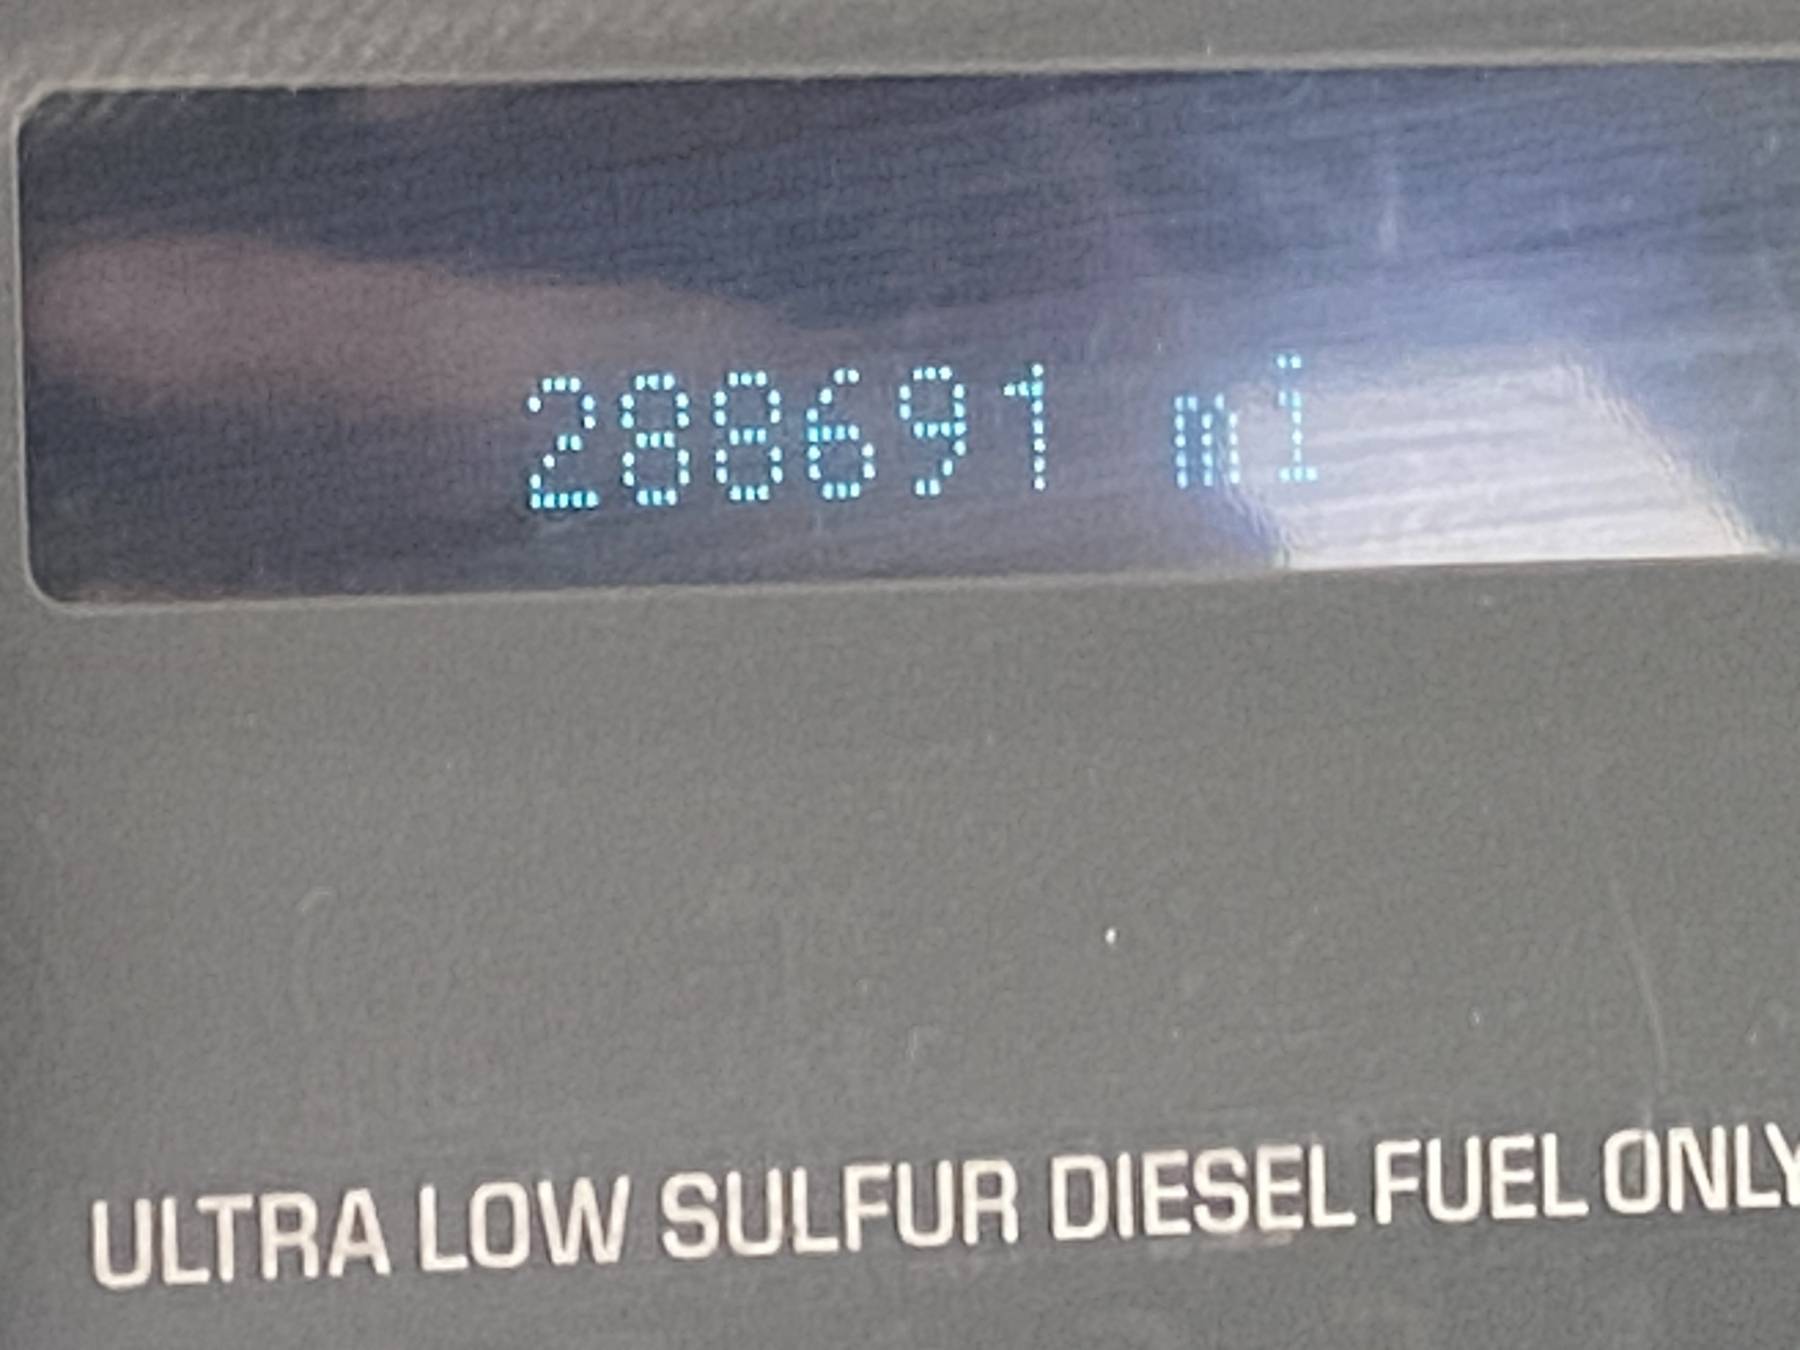 288691 mi
ULTRA LOW SULFUR DIESEL FUEL ONLY